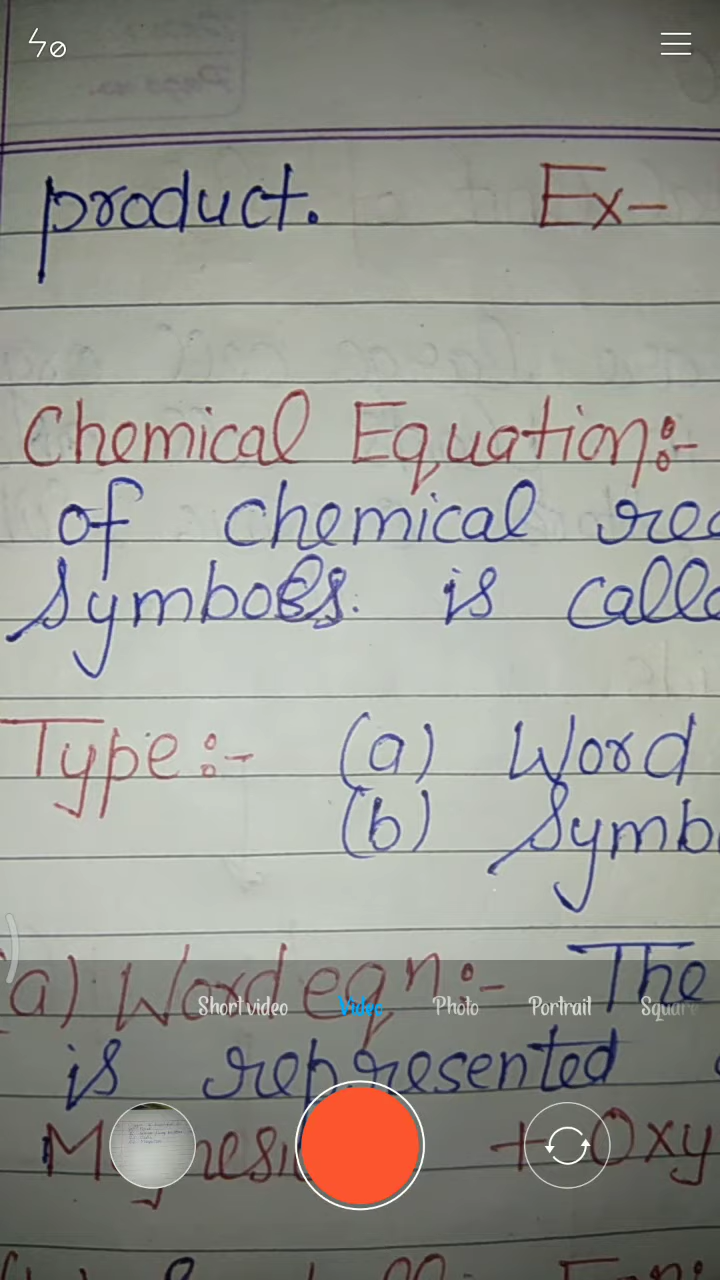 product. Ex-
Chemical Equation:-
of chemical
Symbols. is
Type:- (a) Word
(b)
(a) Word eqn:- The
Short video Video Photo Portrait Square
is represented
+